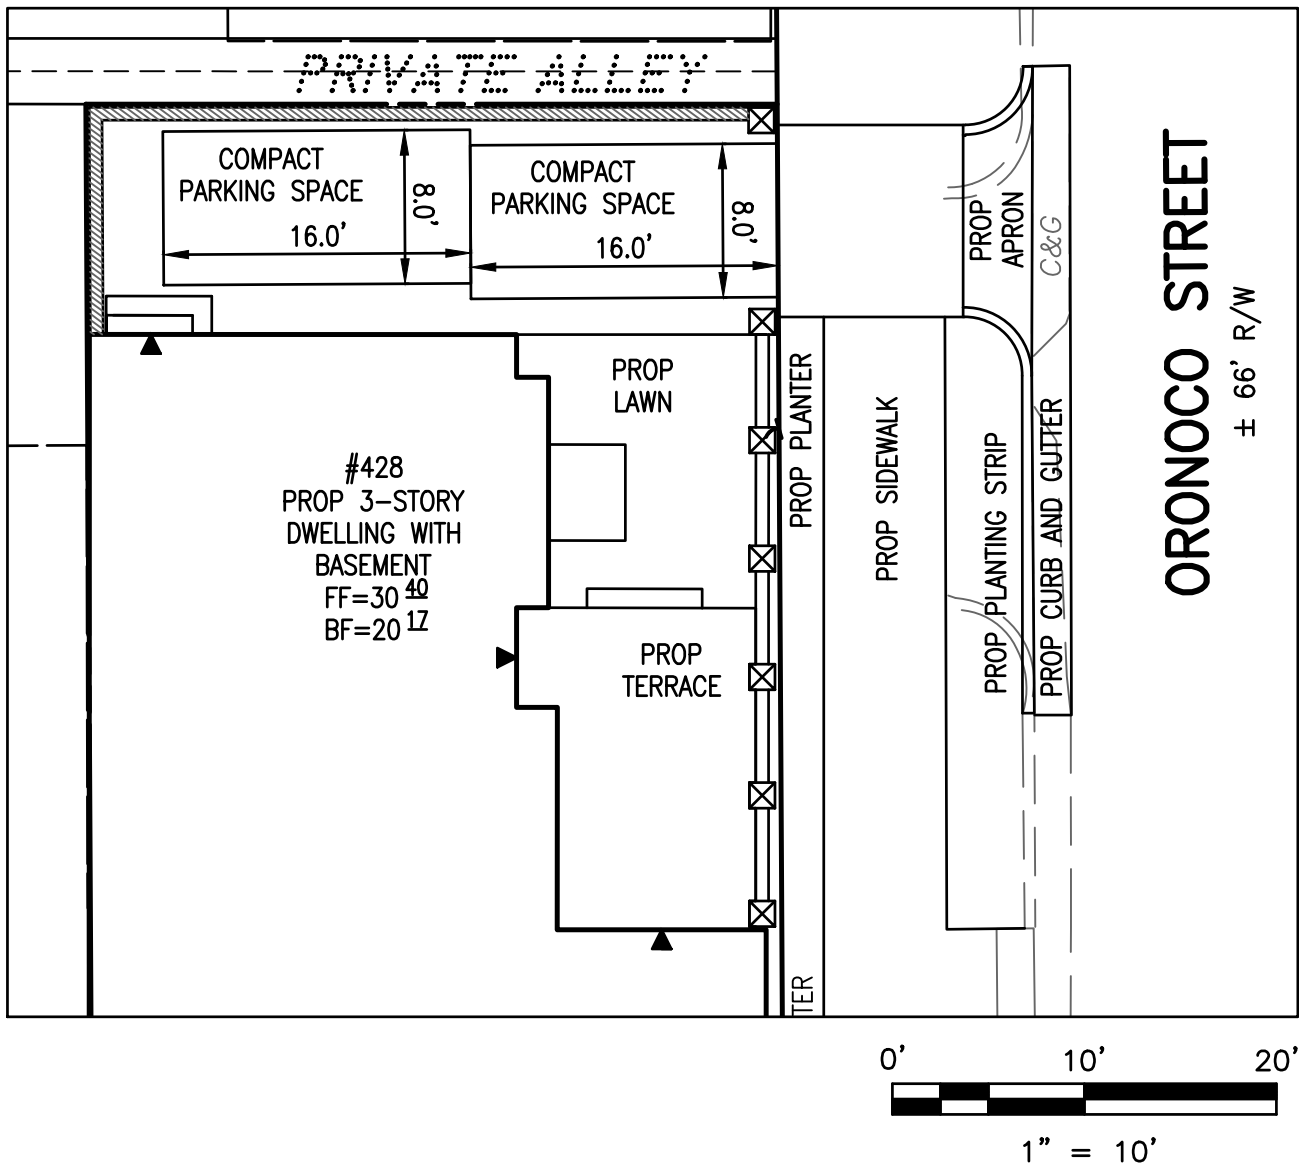 PRIVATE ALLEY
COMPACT
PARKING SPACE
16.0'
8.0'
COMPACT
PARKING SPACE
16.0'
8.0'
PROP
APRON
C&G
ORONOCO STREET
± 66' R/W
PROP
LAWN
PROP PLANTER
PROP SIDEWALK
PROP PLANTING STRIP
PROP CURB AND GUTTER
#428
PROP 3-STORY
DWELLING WITH
BASEMENT
FF=30 40
BF=20 17
PROP
TERRACE
TER
0' 10' 20'
1" = 10'